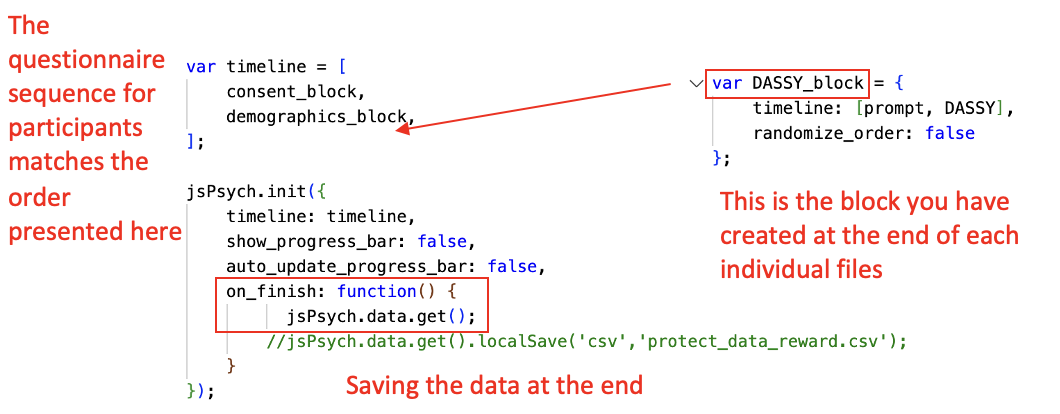 The
questionnaire
sequence for
participants
matches the
order
presented here
var timeline = [
consent_block,
demographics_block,
];
jsPsych.init({
timeline: timeline,
show_progress_bar: false,
auto_update_progress_bar: false,
on_finish: function() {
jsPsych.data.get();
//jsPsych.data.get().localSave('csv','protect_data_reward.csv');
}
});
Saving the data at the end
var DASSY_block = {
timeline: [prompt, DASSY],
randomize_order: false
};
This is the block you have
created at the end of each
individual files